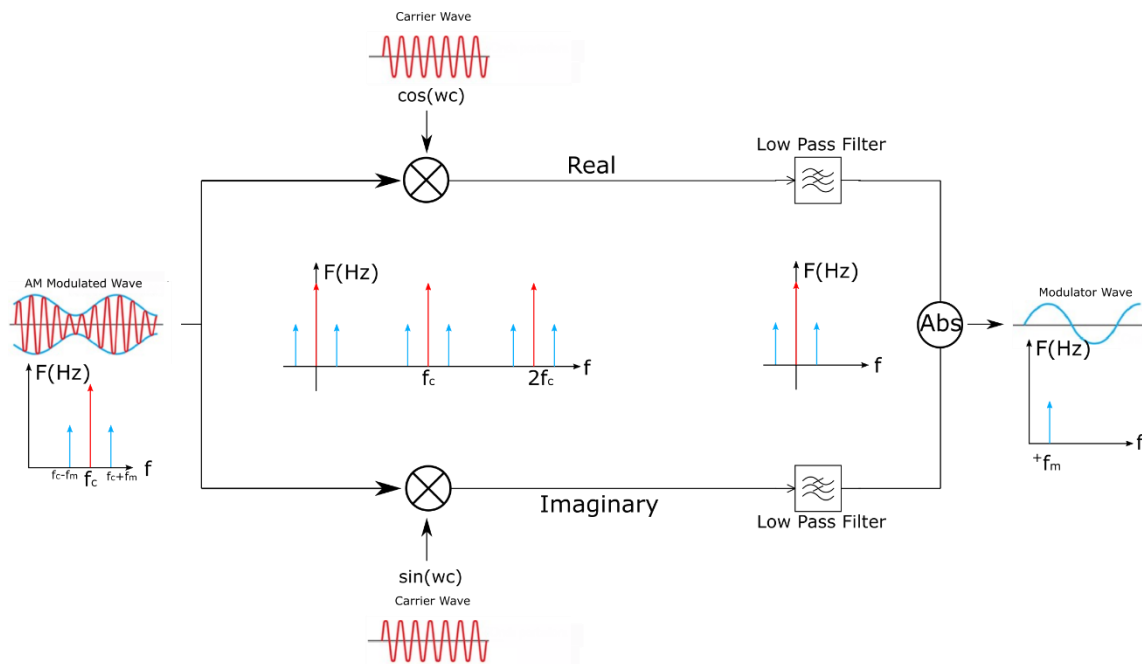 Carrier Wave
cos(wc)
Low Pass Filter
Real
F(Hz)
F(Hz)
AM Modulated Wave
Modulator Wave
Abs
F(Hz)
F(Hz)
f
f
fc
2fc
f
f
fc-fm
fc
fc+fm
+fm
Imaginary
Low Pass Filter
sin(wc)
Carrier Wave